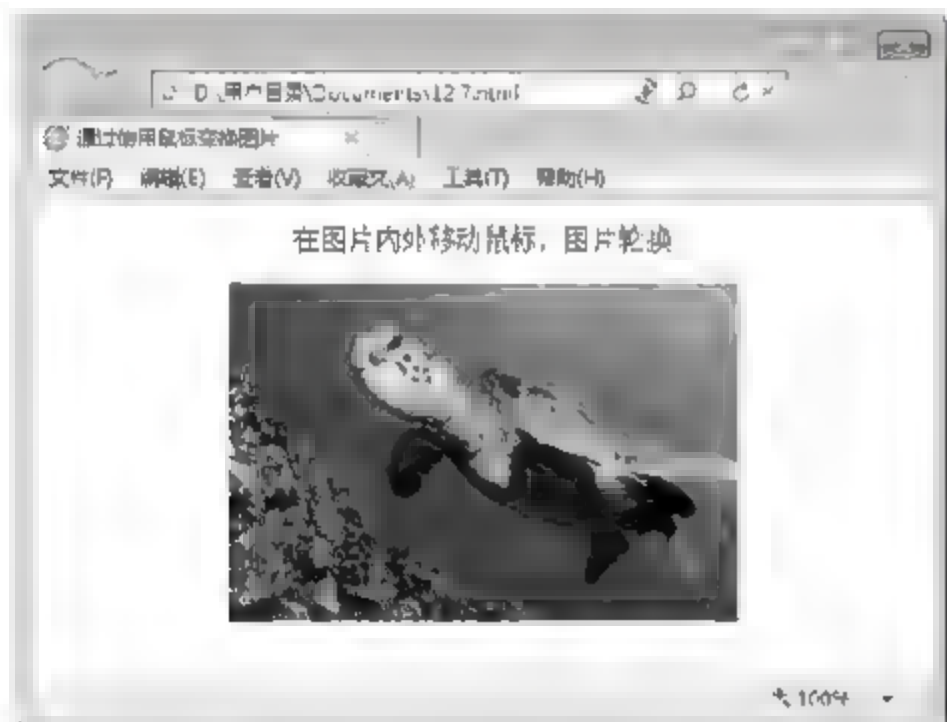 D:\用户目录\Documents\12.7.html
通过使用鼠标变换图片
文件(F) 编辑(E) 查看(V) 收藏夹(A) 工具(T) 帮助(H)
在图片内外移动鼠标，图片轮换
100%